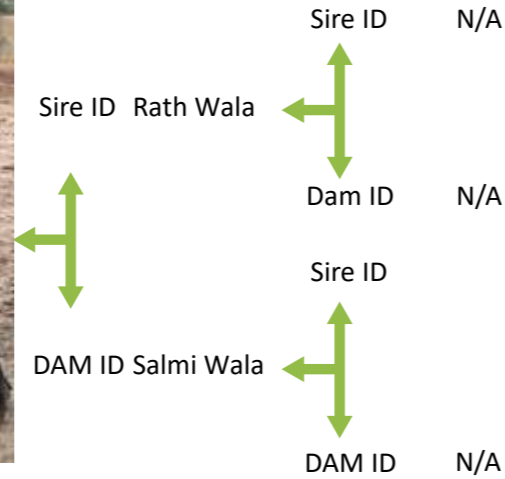 Sire ID N/A
Sire ID Rath Wala
Dam ID N/A
Sire ID
DAM ID Salmi Wala
DAM ID N/A